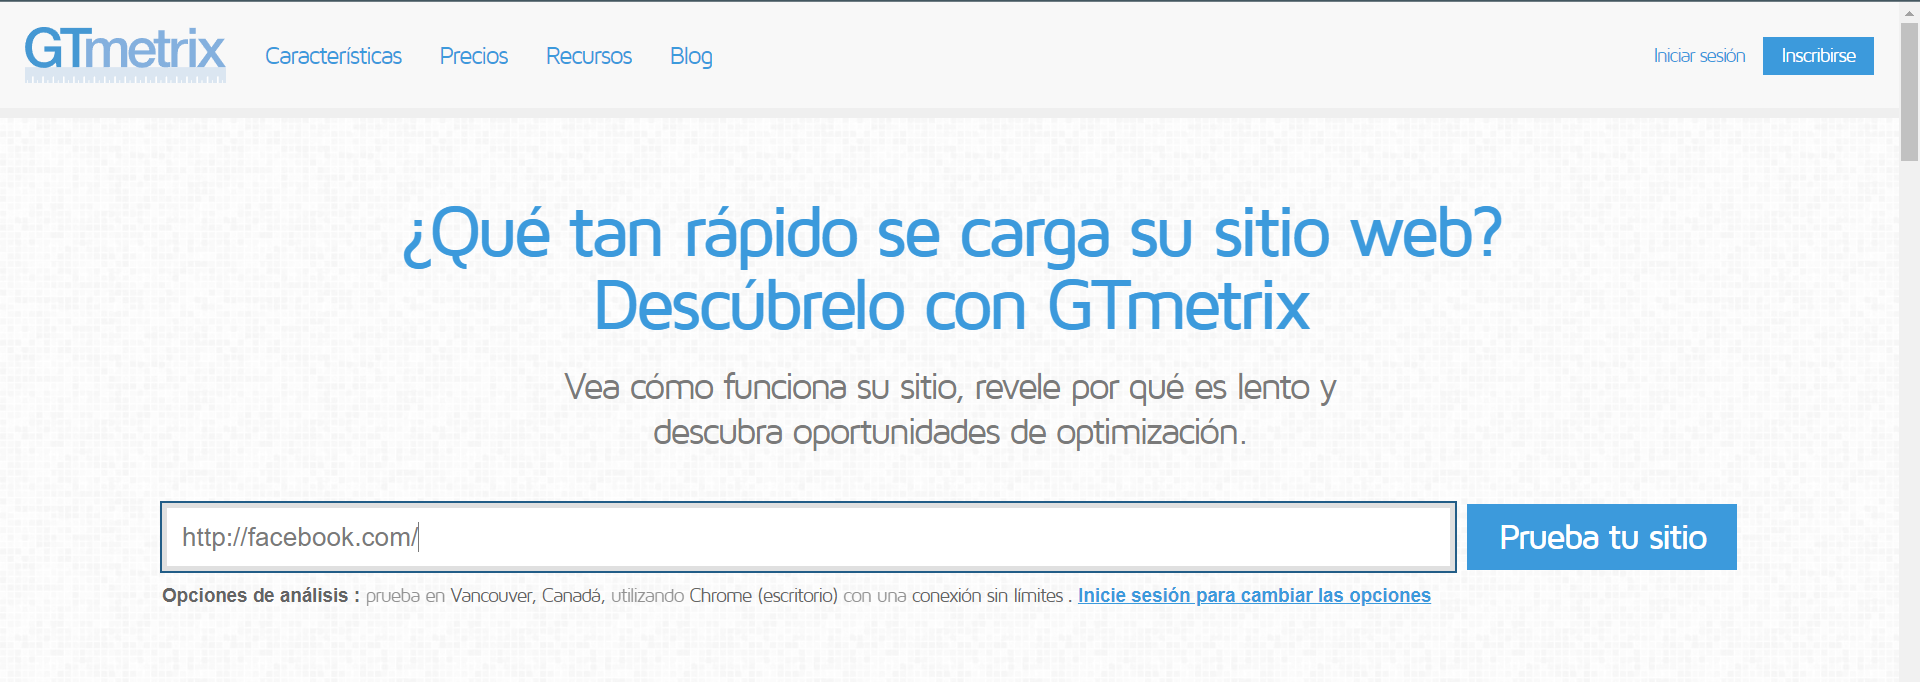 GTmetrix Características Precios Recursos Blog Iniciar sesión Inscribirse
¿Qué tan rápido se carga su sitio web?
Descúbrelo con GTmetrix
Vea cómo funciona su sitio, revele por qué es lento y
descubra oportunidades de optimización.
http://facebook.com/ Prueba tu sitio
Opciones de análisis : prueba en Vancouver, Canadá, utilizando Chrome (escritorio) con una conexión sin límites . Inicie sesión para cambiar las opciones